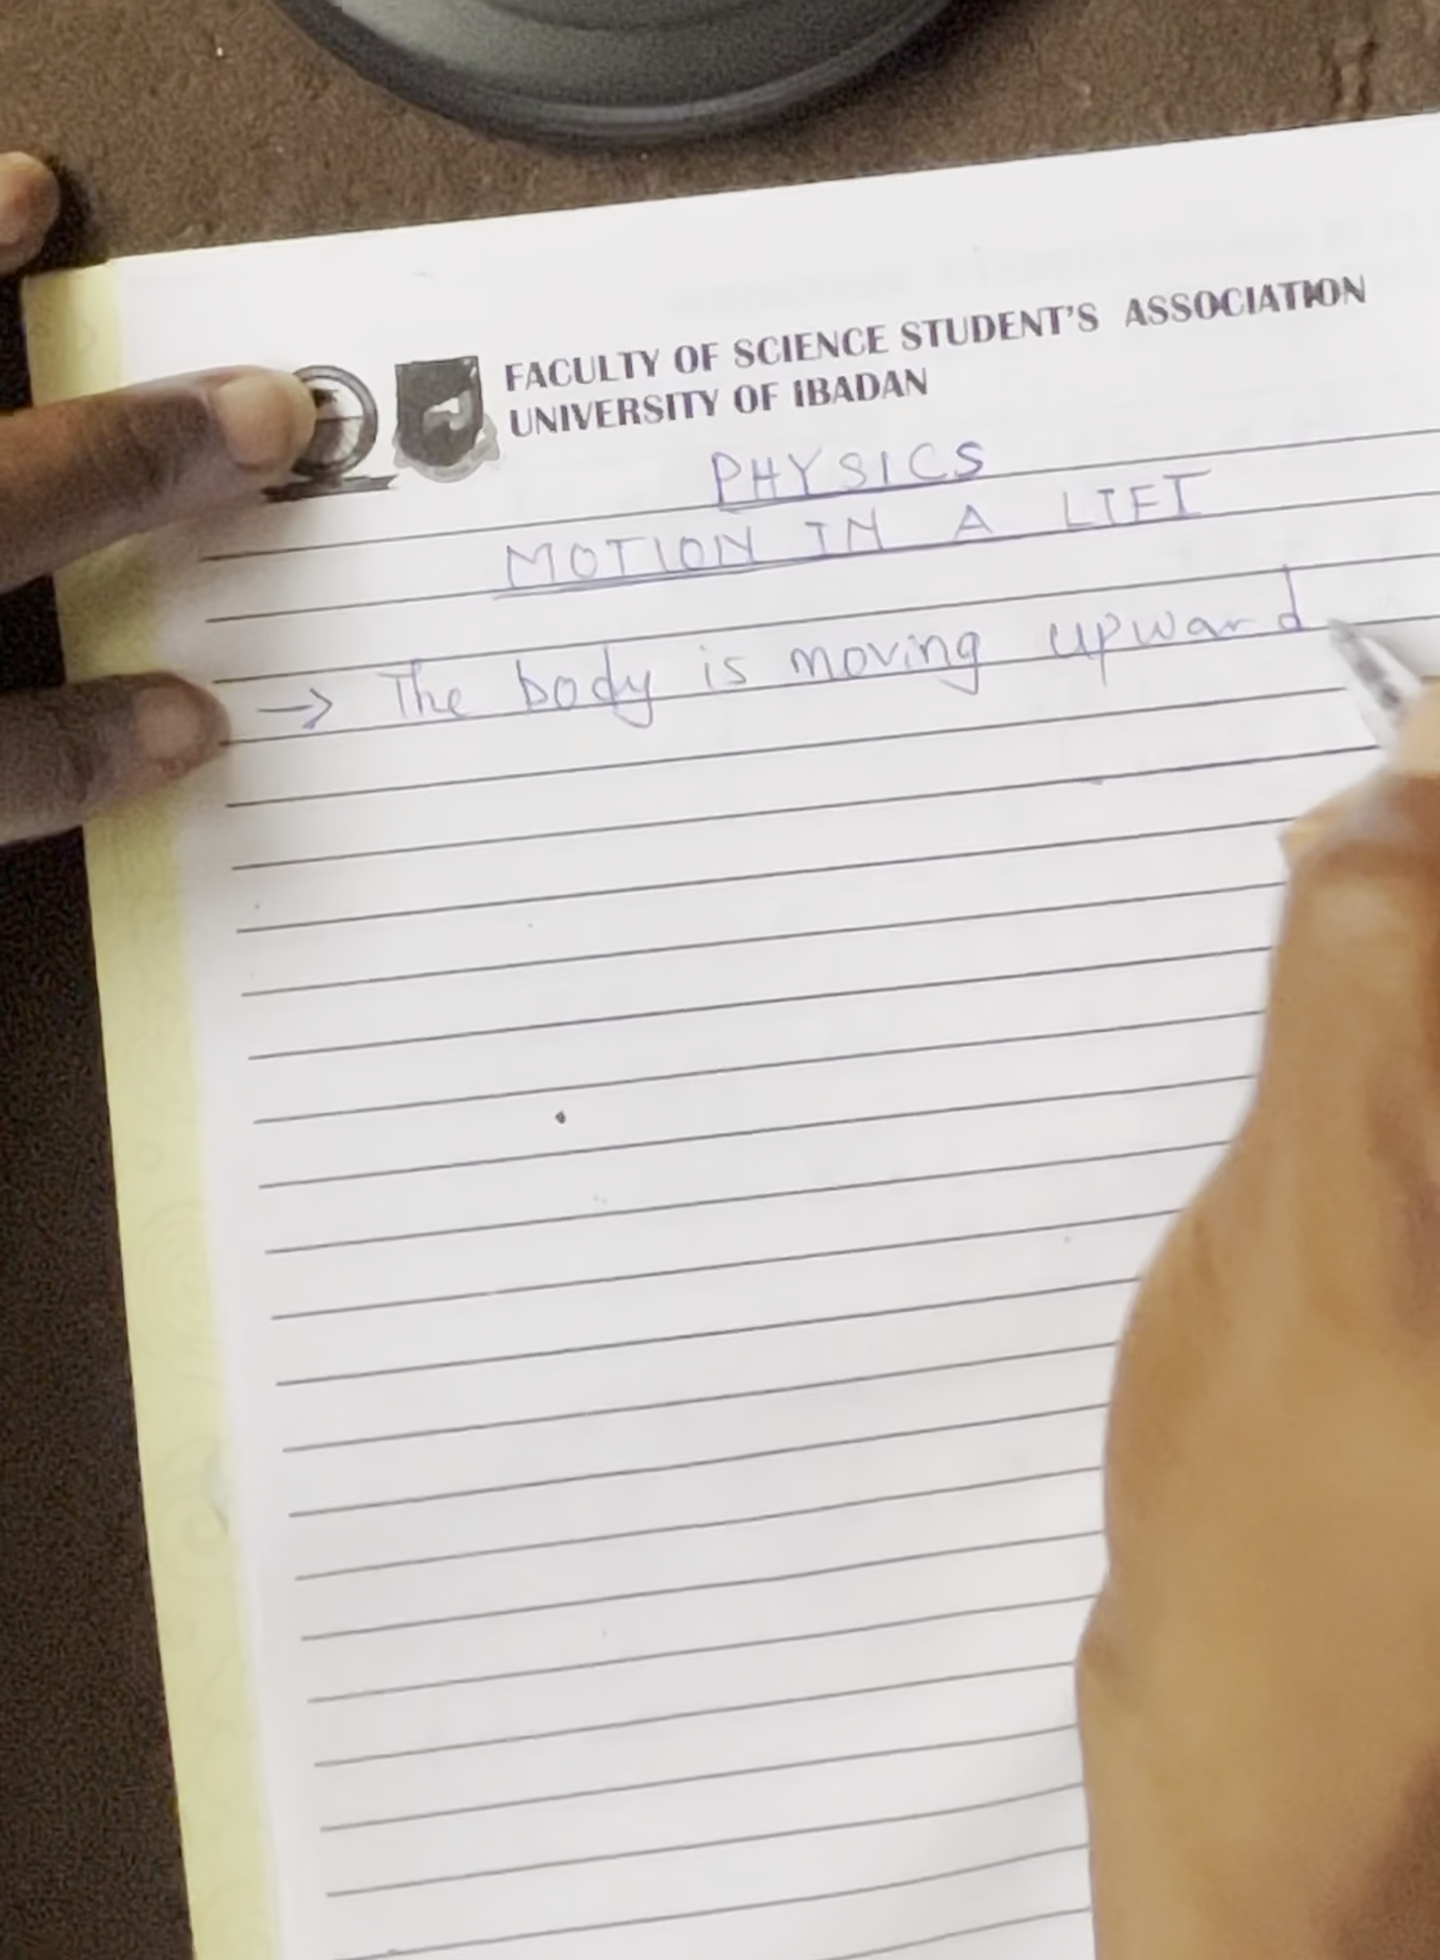 FACULTY OF SCIENCE STUDENT'S ASSOCIATION
UNIVERSITY OF IBADAN
PHYSICS
MOTION IN A LIFT
→ The body is moving upward